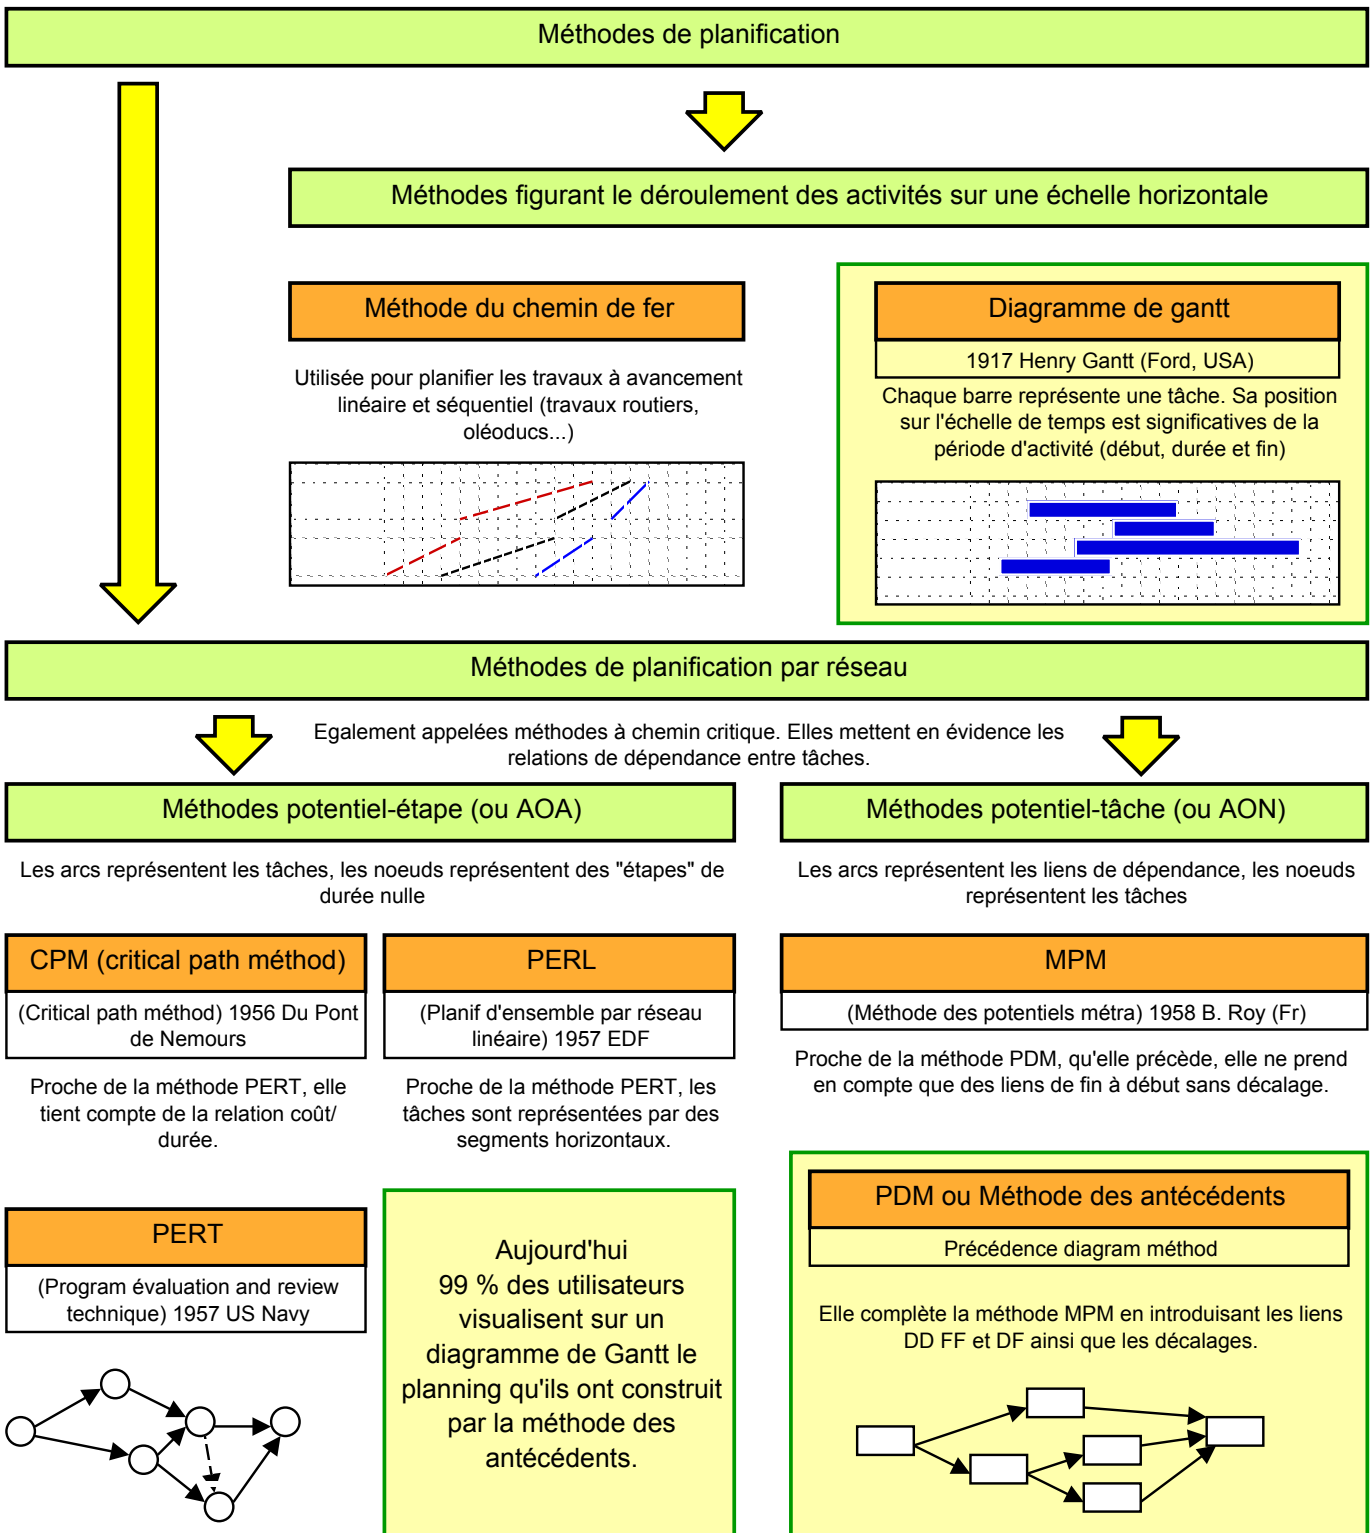 Méthodes de planification
Méthodes figurant le déroulement des activités sur une échelle horizontale
Méthode du chemin de fer
Utilisée pour planifier les travaux à avancement
linéaire et séquentiel (travaux routiers,
oléoducs...)
Diagramme de gantt
1917 Henry Gantt (Ford, USA)
Chaque barre représente une tâche. Sa position
sur l'échelle de temps est significatives de la
période d'activité (début, durée et fin)
Méthodes de planification par réseau
Egalement appelées méthodes à chemin critique. Elles mettent en évidence les
relations de dépendance entre tâches.
Méthodes potentiel-étape (ou AOA)
Les arcs représentent les tâches, les noeuds représentent des "étapes" de
durée nulle
Méthodes potentiel-tâche (ou AON)
Les arcs représentent les liens de dépendance, les noeuds
représentent les tâches
CPM (critical path méthod)
(Critical path méthod) 1956 Du Pont
de Nemours
Proche de la méthode PERT, elle
tient compte de la relation coût/
durée.
PERL
(Planif d'ensemble par réseau
linéaire) 1957 EDF
Proche de la méthode PERT, les
tâches sont représentées par des
segments horizontaux.
MPM
(Méthode des potentiels métra) 1958 B. Roy (Fr)
Proche de la méthode PDM, qu'elle précède, elle ne prend
en compte que des liens de fin à début sans décalage.
PERT
(Program évaluation and review
technique) 1957 US Navy
Aujourd'hui
99 % des utilisateurs
visualisent sur un
diagramme de Gantt le
planning qu'ils ont construit
par la méthode des
antécédents.
PDM ou Méthode des antécédents
Précédence diagram méthod
Elle complète la méthode MPM en introduisant les liens
DD FF et DF ainsi que les décalages.